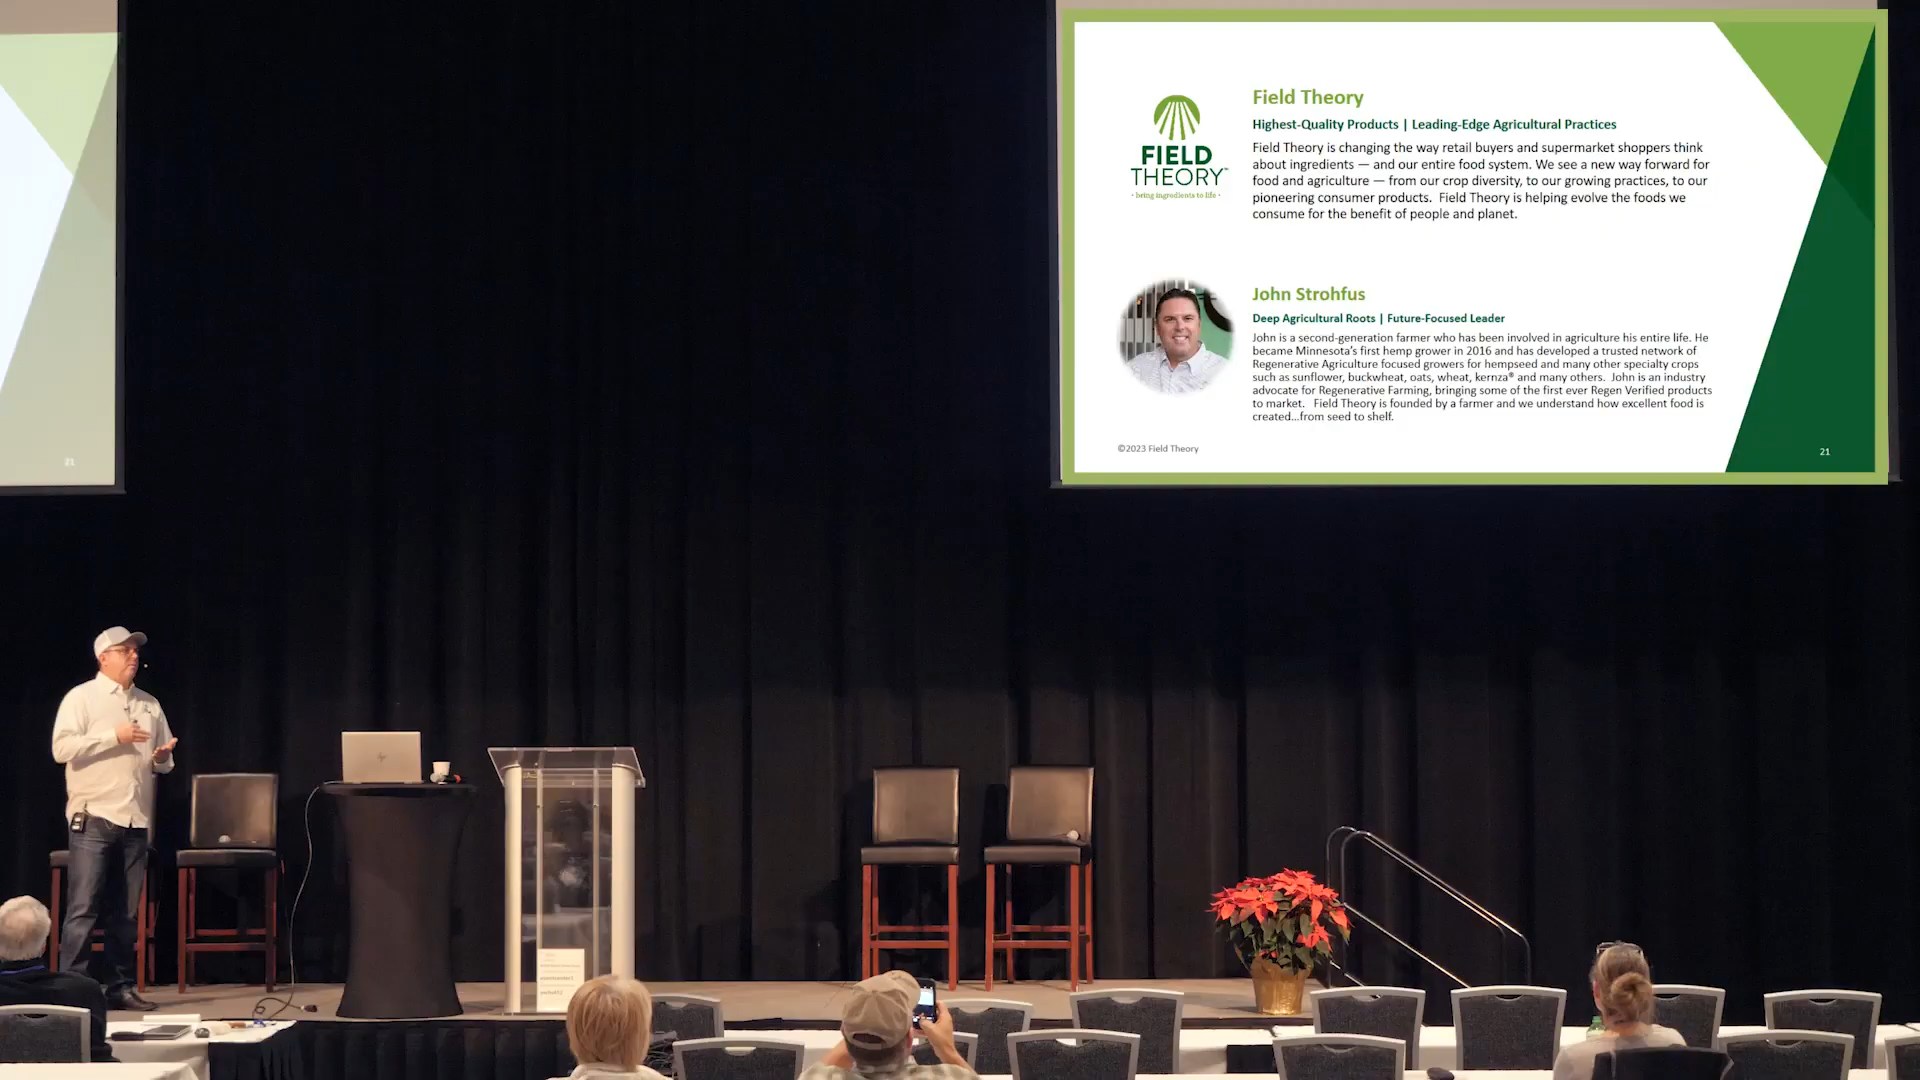 Field Theory
Highest-Quality Products | Leading-Edge Agricultural Practices
Field Theory is changing the way retail buyers and supermarket shoppers think
about ingredients — and our entire food system. We see a new way forward for
food and agriculture — from our crop diversity, to our growing practices, to our
pioneering consumer products.  Field Theory is helping evolve the foods we
consume for the benefit of people and planet.
FIELD
THEORY™
• bring ingredients to life •
John Strohfus
Deep Agricultural Roots | Future-Focused Leader
John is a second-generation farmer who has been involved in agriculture his entire life. He
became Minnesota's first hemp grower in 2016 and has developed a trusted network of
Regenerative Agriculture focused growers for hempseed and many other specialty crops
such as sunflower, buckwheat, oats, wheat, kernza® and many others.  John is an industry
advocate for Regenerative Farming, bringing some of the first ever Regen Verified products
to market.   Field Theory is founded by a farmer and we understand how excellent food is
created...from seed to shelf.
©2023 Field Theory
21
21
hp